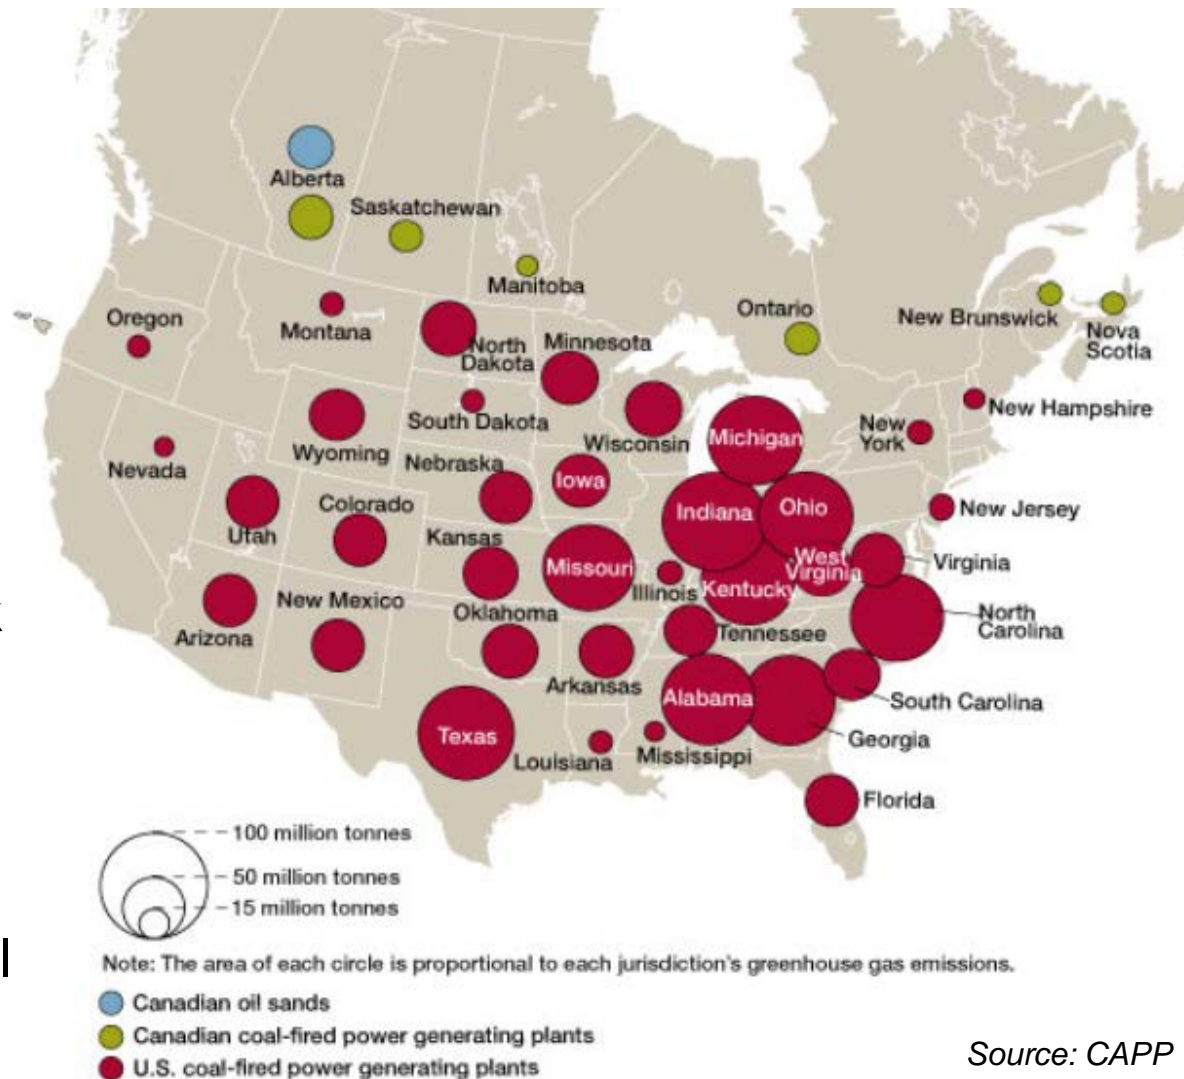 Alberta
Saskatchewan
Manitoba
Ontario
New Brunswick
Nova
Scotia
Oregon
Montana
North
Dakota
Minnesota
South Dakota
Wisconsin
Michigan
New
York
New Hampshire
Wyoming
Nevada
Nebraska
Iowa
Indiana
Ohio
New Jersey
Utah
Colorado
Kansas
Missouri
Illinois
Kentucky
West
Virginia
Virginia
Arizona
New Mexico
Oklahoma
Tennessee
North
Carolina
Arkansas
Alabama
South Carolina
Georgia
Texas
Louisiana
Mississippi
Florida
100 million tonnes
50 million tonnes
15 million tonnes
Note: The area of each circle is proportional to each jurisdiction's greenhouse gas emissions.
Canadian oil sands
Canadian coal-fired power generating plants
U.S. coal-fired power generating plants
Source: CAPP